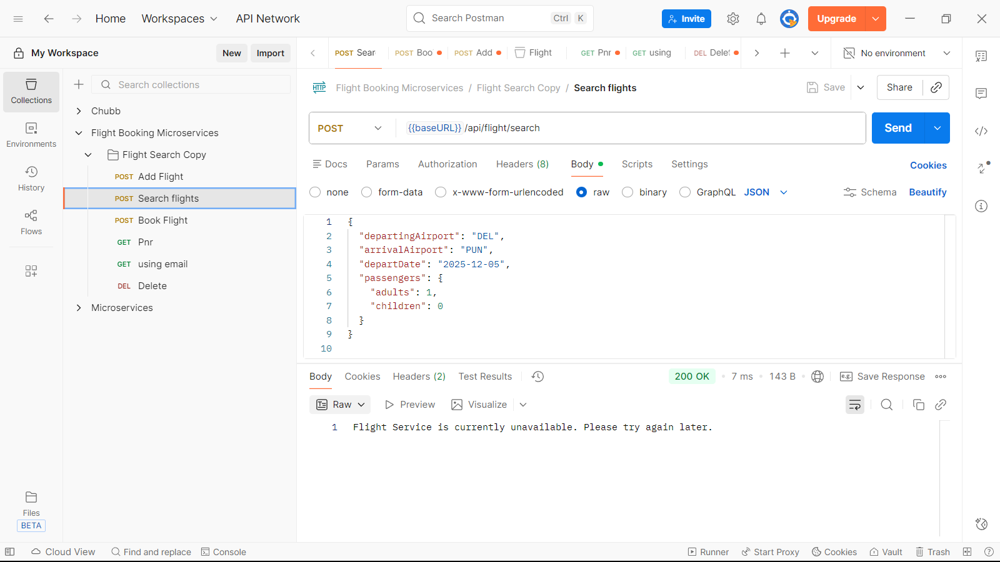 Home Workspaces API Network Search Postman Ctrl K Invite Upgrade
My Workspace New Import POST Sear POST Boo POST Add Flight GET Pnr GET using DEL Delet No environment
Collections
Environments
History
Flows
Files
BETA
Search collections
Chubb
Flight Booking Microservices
Flight Search Copy
POST Add Flight
POST Search flights
POST Book Flight
GET Pnr
GET using email
DEL Delete
Microservices
HTTP Flight Booking Microservices / Flight Search Copy / Search flights Save Share
POST {{baseURL}} /api/flight/search Send
Docs Params Authorization Headers (8) Body Scripts Settings Cookies
none form-data x-www-form-urlencoded raw binary GraphQL JSON Schema Beautify
1 {
2 "departingAirport": "DEL",
3 "arrivalAirport": "PUN",
4 "departDate": "2025-12-05",
5 "passengers": {
6 "adults": 1,
7 "children": 0
8 }
9 }
10
Body Cookies Headers (2) Test Results 200 OK 7 ms 143 B e.g. Save Response
Raw Preview Visualize
1 Flight Service is currently unavailable. Please try again later.
Cloud View Find and replace Console Runner Start Proxy Cookies Vault Trash